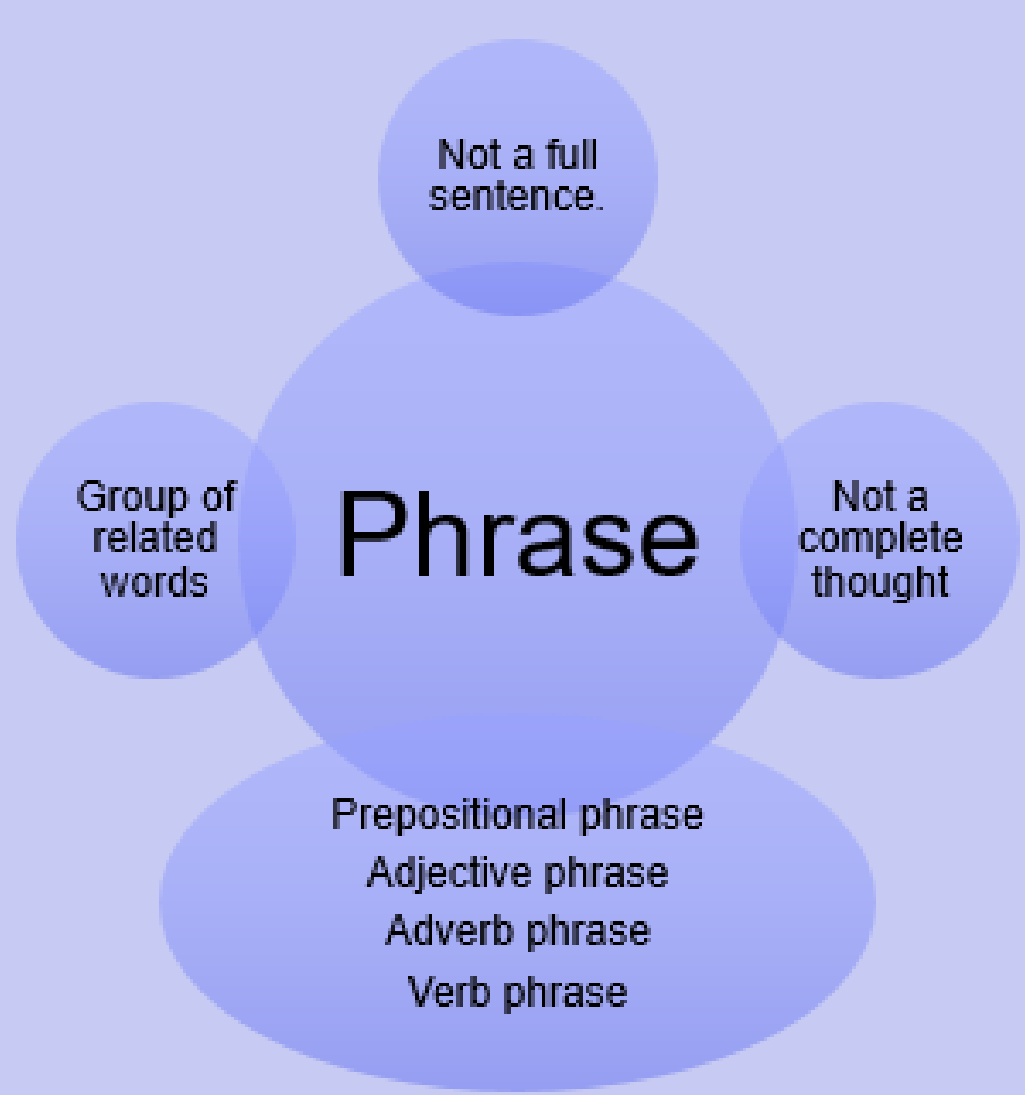 Not a full
sentence.
Group of
related
words
Phrase
Not a
complete
thought
Prepositional phrase
Adjective phrase
Adverb phrase
Verb phrase